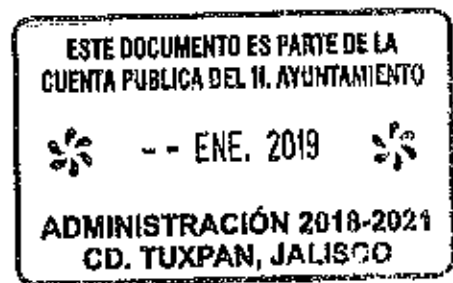 ESTE DOCUMENTO ES PARTE DE LA
CUENTA PUBLICA DEL H. AYUNTAMIENTO
-- ENE. 2019
ADMINISTRACIÓN 2018-2021
CD. TUXPAN, JALISCO